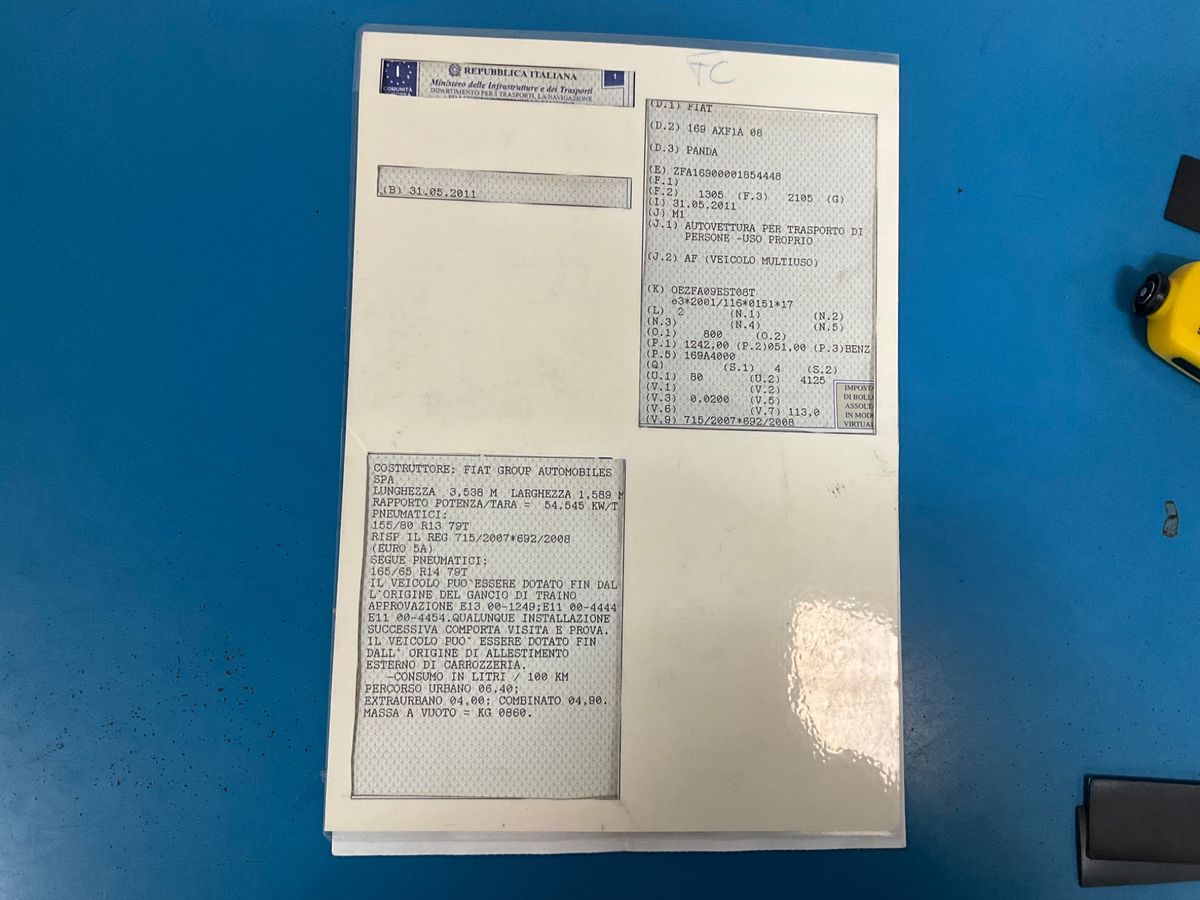 FC
I
COMUNITÀ
REPUBBLICA ITALIANA
1
Ministero delle Infrastrutture e dei Trasporti
DIPARTIMENTO PER I TRASPORTI, LA NAVIGAZIONE
(B) 31.05.2011
(D.1) FIAT
(D.2) 169 AXF1A 08
(D.3) PANDA
(E) ZFA16900001854448
(F.1)
(F.2) 1305 (F.3) 2105 (G)
(I) 31.05.2011
(J) M1
(J.1) AUTOVETTURA PER TRASPORTO DI
PERSONE -USO PROPRIO
(J.2) AF (VEICOLO MULTIUSO)
(K) OEZFA09EST08T
e3*2001/116*0151*17
(L) 2 (N.1) (N.2)
(N.3) (N.4) (N.5)
(O.1) 800 (O.2)
(P.1) 1242,00 (P.2)051,00 (P.3)BENZ
(P.5) 169A4000
(Q) (S.1) 4 (S.2)
(U.1) 80 (U.2) 4125
(V.1) (V.2)
(V.3) 0,0200 (V.5)
(V.6) (V.7) 113,0
(V.9) 715/2007*692/2008
IMPOSTA
DI BOLLO
ASSOLTA
IN MODO
VIRTUAL
COSTRUTTORE: FIAT GROUP AUTOMOBILES
SPA
LUNGHEZZA 3,538 M LARGHEZZA 1,589 M
RAPPORTO POTENZA/TARA = 54,545 KW/T
PNEUMATICI:
155/80 R13 79T
RISP IL REG 715/2007*692/2008
(EURO 5A)
SEGUE PNEUMATICI:
165/65 R14 79T
IL VEICOLO PUO`ESSERE DOTATO FIN DAL
L`ORIGINE DEL GANCIO DI TRAINO
APPROVAZIONE E13 00-1249;E11 00-4444
E11 00-4454.QUALUNQUE INSTALLAZIONE
SUCCESSIVA COMPORTA VISITA E PROVA.
IL VEICOLO PUO` ESSERE DOTATO FIN
DALL` ORIGINE DI ALLESTIMENTO
ESTERNO DI CARROZZERIA.
-CONSUMO IN LITRI / 100 KM
PERCORSO URBANO 06,40;
EXTRAURBANO 04,00; COMBINATO 04,90.
MASSA A VUOTO = KG 0860.